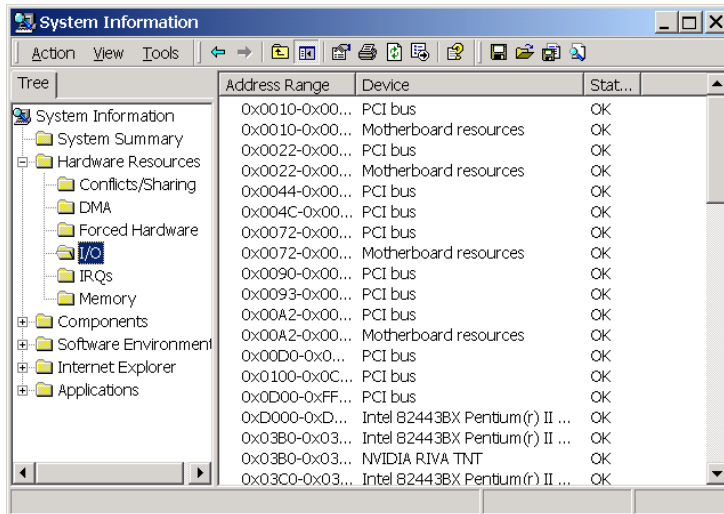 System Information
Action View Tools
Tree
System Information
System Summary
Hardware Resources
Conflicts/Sharing
DMA
Forced Hardware
I/O
IRQs
Memory
Components
Software Environment
Internet Explorer
Applications
Address Range Device Stat...
0x0010-0x00... PCI bus OK
0x0010-0x00... Motherboard resources OK
0x0022-0x00... PCI bus OK
0x0022-0x00... Motherboard resources OK
0x0044-0x00... PCI bus OK
0x004C-0x00... PCI bus OK
0x0072-0x00... PCI bus OK
0x0072-0x00... Motherboard resources OK
0x0090-0x00... PCI bus OK
0x0093-0x00... PCI bus OK
0x00A2-0x00... PCI bus OK
0x00A2-0x00... Motherboard resources OK
0x00D0-0x0... PCI bus OK
0x0100-0x0C... PCI bus OK
0x0D00-0xFF... PCI bus OK
0xD000-0xD... Intel 82443BX Pentium(r) II ... OK
0x03B0-0x03... Intel 82443BX Pentium(r) II ... OK
0x03B0-0x03... NVIDIA RIVA TNT OK
0x03C0-0x03... Intel 82443BX Pentium(r) II ... OK